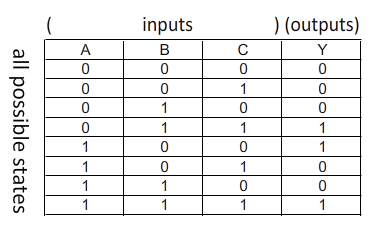 ( inputs ) (outputs)
all possible states
A B C Y
0 0 0 0
0 0 1 0
0 1 0 0
0 1 1 1
1 0 0 1
1 0 1 0
1 1 0 0
1 1 1 1